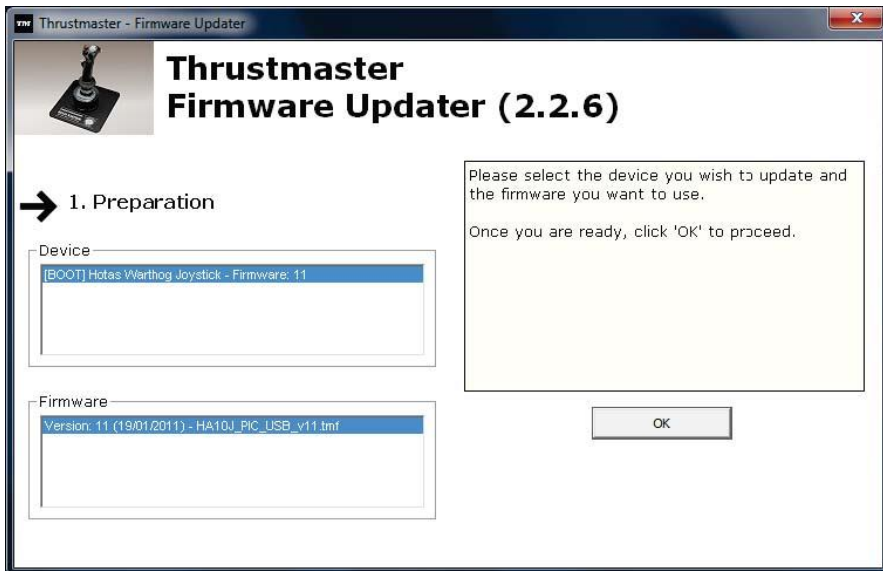 Thrustmaster - Firmware Updater
Thrustmaster
Firmware Updater (2.2.6)
1. Preparation
Device
[BOOT] Hotas Warthog Joystick - Firmware: 11
Firmware
Version: 11 (19/01/2011) - HA10J_PIC_USB_v11.tmf
Please select the device you wish to update and
the firmware you want to use.
Once you are ready, click 'OK' to proceed.
OK